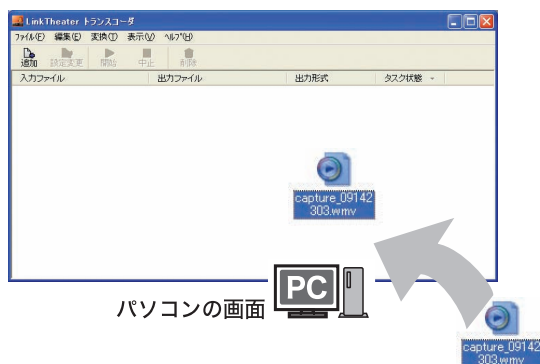 LinkTheater トランスコーダ
ファイル(F) 編集(E) 変換(T) 表示(V) ヘルプ(H)
追加 設定変更 開始 中止 削除
入力ファイル 出力ファイル 出力形式 タスク状態
capture_09142
303.wmv
パソコンの画面
PC
capture_09142
303.wmv